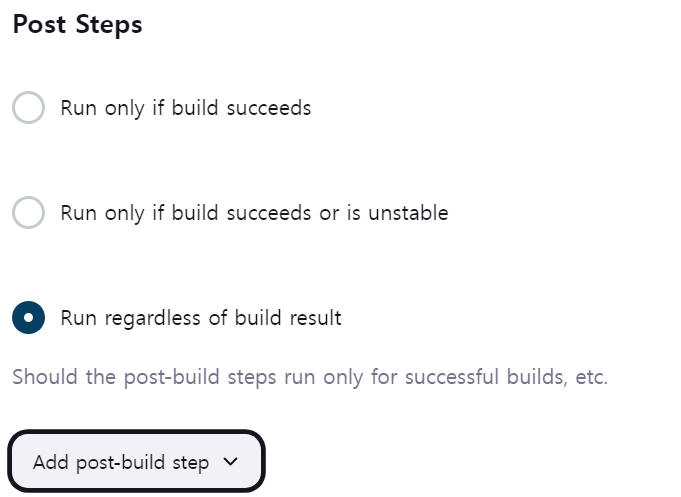 Post Steps
Run only if build succeeds
Run only if build succeeds or is unstable
Run regardless of build result
Should the post-build steps run only for successful builds, etc.
Add post-build step